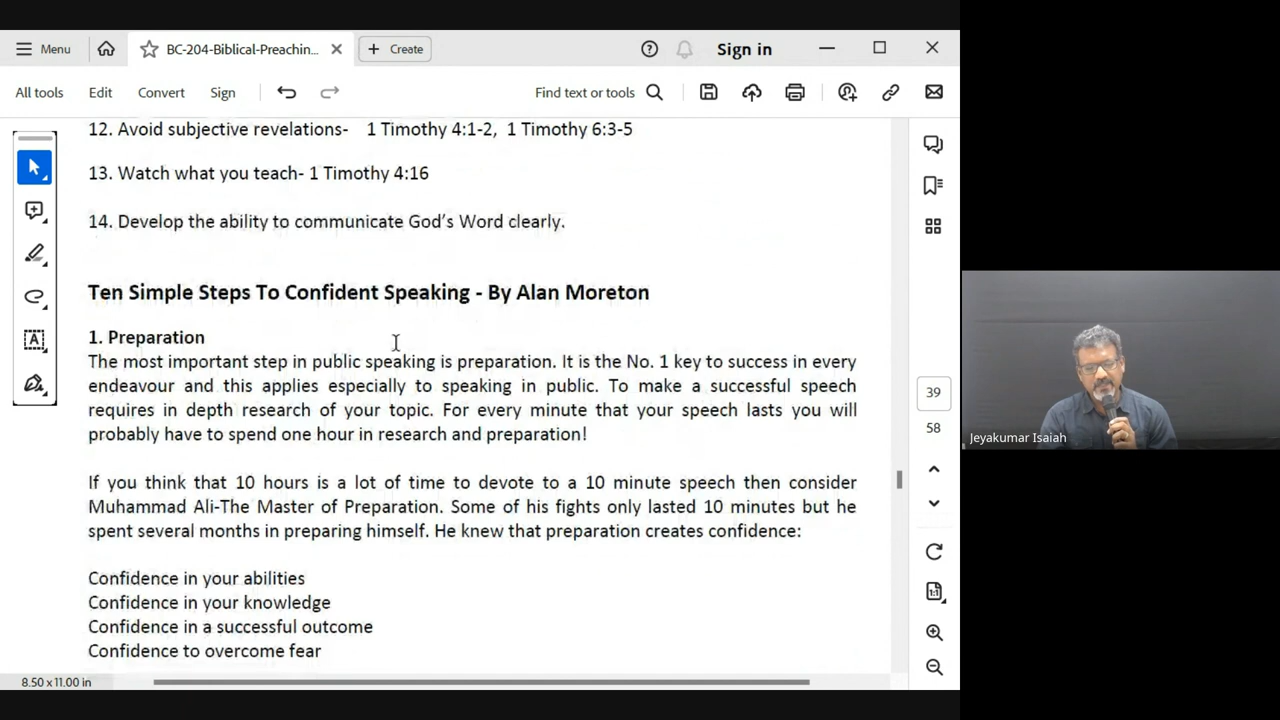 Menu
BC-204-Biblical-Preachin...
Create
Sign in
All tools
Edit
Convert
Sign
Find text or tools
12. Avoid subjective revelations- 1 Timothy 4:1-2, 1 Timothy 6:3-5
13. Watch what you teach- 1 Timothy 4:16
14. Develop the ability to communicate God's Word clearly.
Ten Simple Steps To Confident Speaking - By Alan Moreton
1. Preparation
The most important step in public speaking is preparation. It is the No. 1 key to success in every
endeavour and this applies especially to speaking in public. To make a successful speech
requires in depth research of your topic. For every minute that your speech lasts you will
probably have to spend one hour in research and preparation!
If you think that 10 hours is a lot of time to devote to a 10 minute speech then consider
Muhammad Ali-The Master of Preparation. Some of his fights only lasted 10 minutes but he
spent several months in preparing himself. He knew that preparation creates confidence:
Confidence in your abilities
Confidence in your knowledge
Confidence in a successful outcome
Confidence to overcome fear
39
58
1:1
8.50 x 11.00 in
Jeyakumar Isaiah